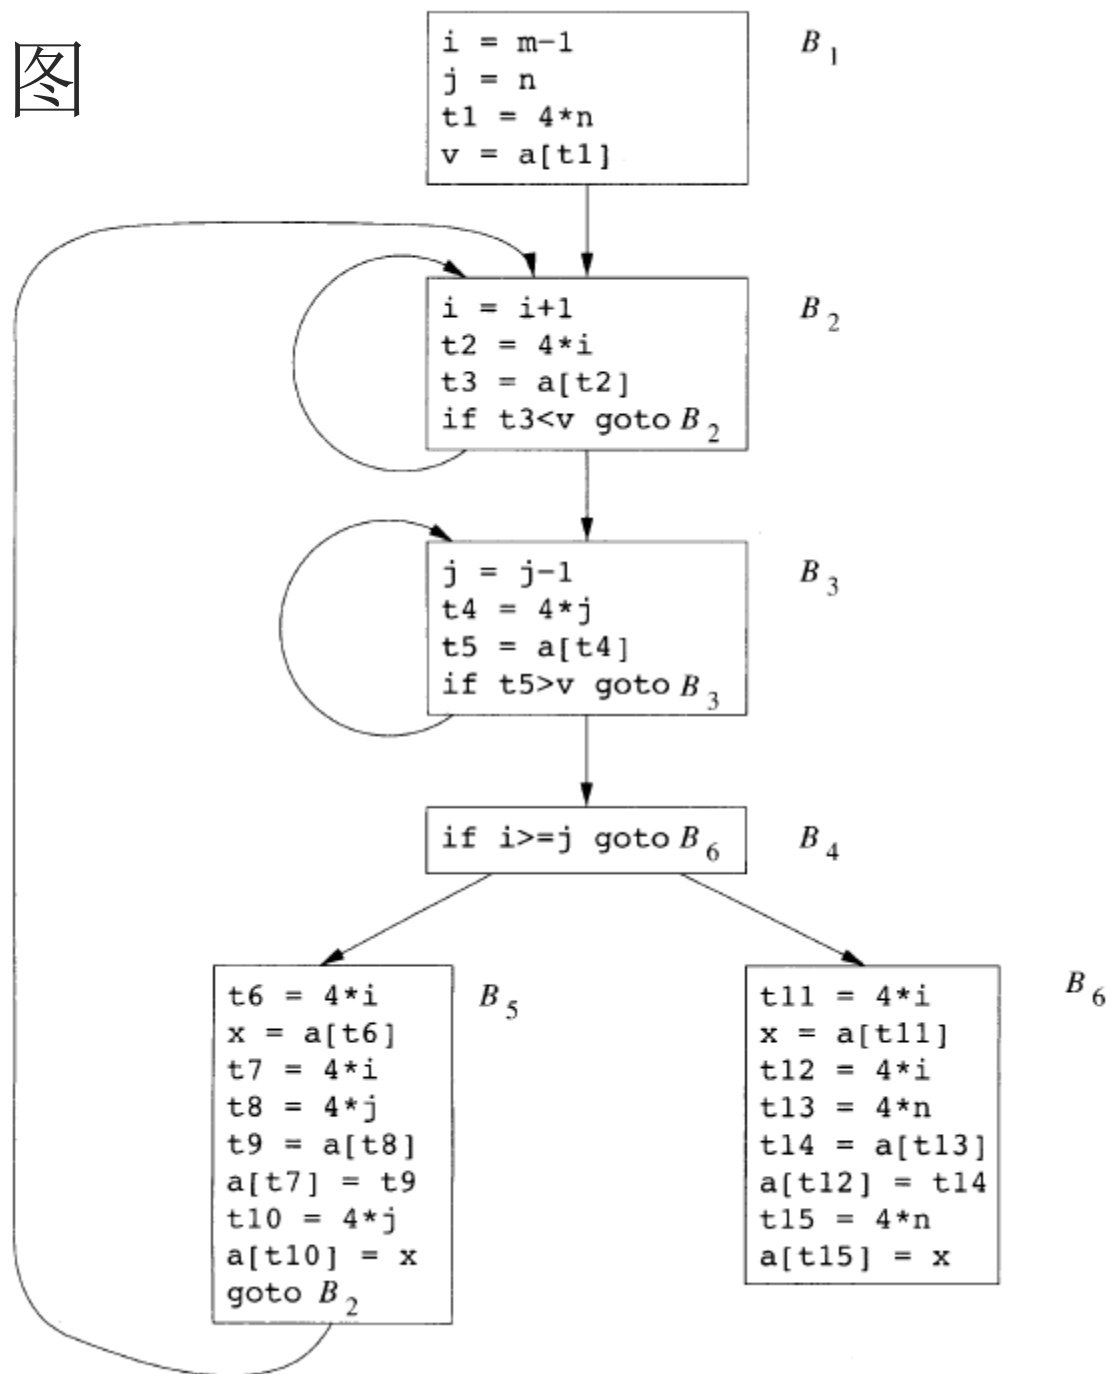 图
i = m-1
j = n
t1 = 4*n
v = a[t1]
B1
i = i+1
t2 = 4*i
t3 = a[t2]
if t3<v goto B2
B2
j = j-1
t4 = 4*j
t5 = a[t4]
if t5>v goto B3
B3
if i>=j goto B6
B4
t6 = 4*i
x = a[t6]
t7 = 4*i
t8 = 4*j
t9 = a[t8]
a[t7] = t9
t10 = 4*j
a[t10] = x
goto B2
B5
t11 = 4*i
x = a[t11]
t12 = 4*i
t13 = 4*n
t14 = a[t13]
a[t12] = t14
t15 = 4*n
a[t15] = x
B6